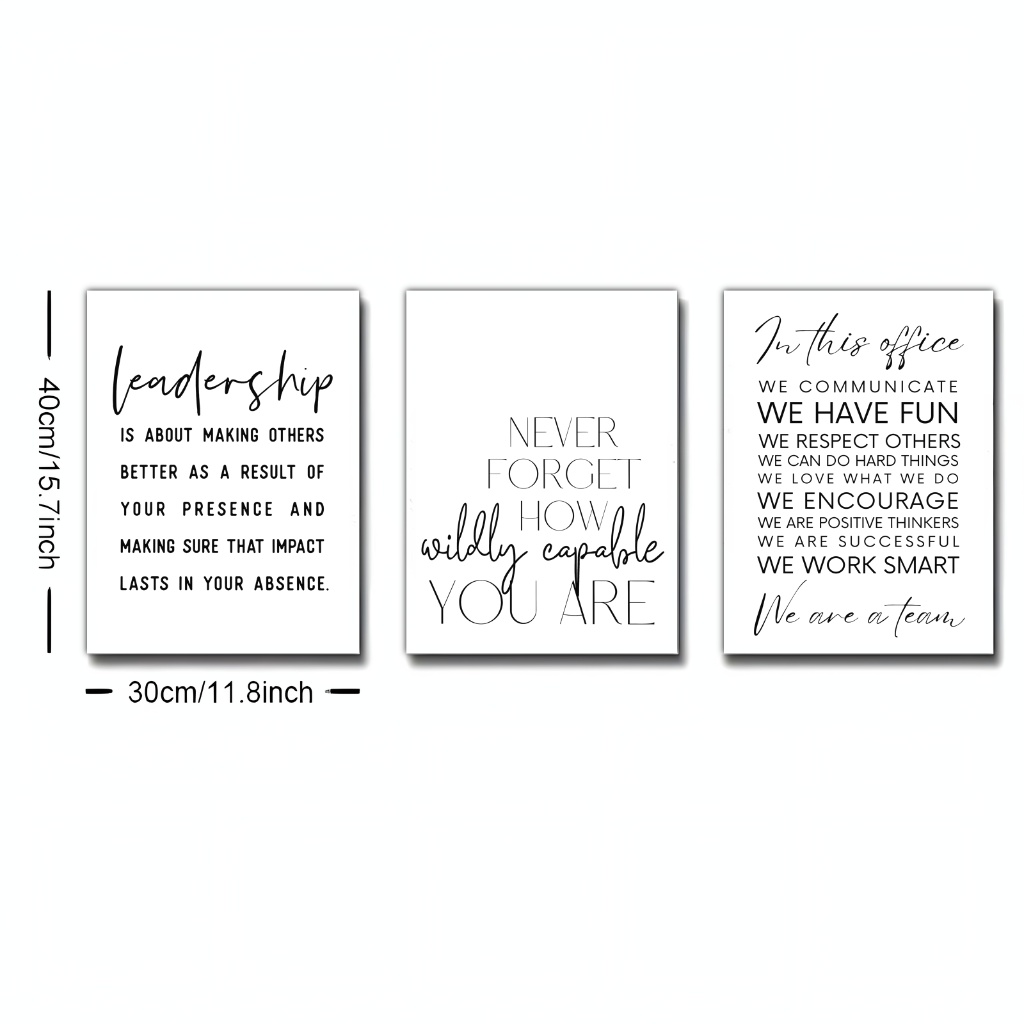 40cm/15.7inch
leadership
IS ABOUT MAKING OTHERS
BETTER AS A RESULT OF
YOUR PRESENCE AND
MAKING SURE THAT IMPACT
LASTS IN YOUR ABSENCE.
30cm/11.8inch
NEVER
FORGET
HOW
wildly capable
YOU ARE
In this office
WE COMMUNICATE
WE HAVE FUN
WE RESPECT OTHERS
WE CAN DO HARD THINGS
WE LOVE WHAT WE DO
WE ENCOURAGE
WE ARE POSITIVE THINKERS
WE ARE SUCCESSFUL
WE WORK SMART
We are a team